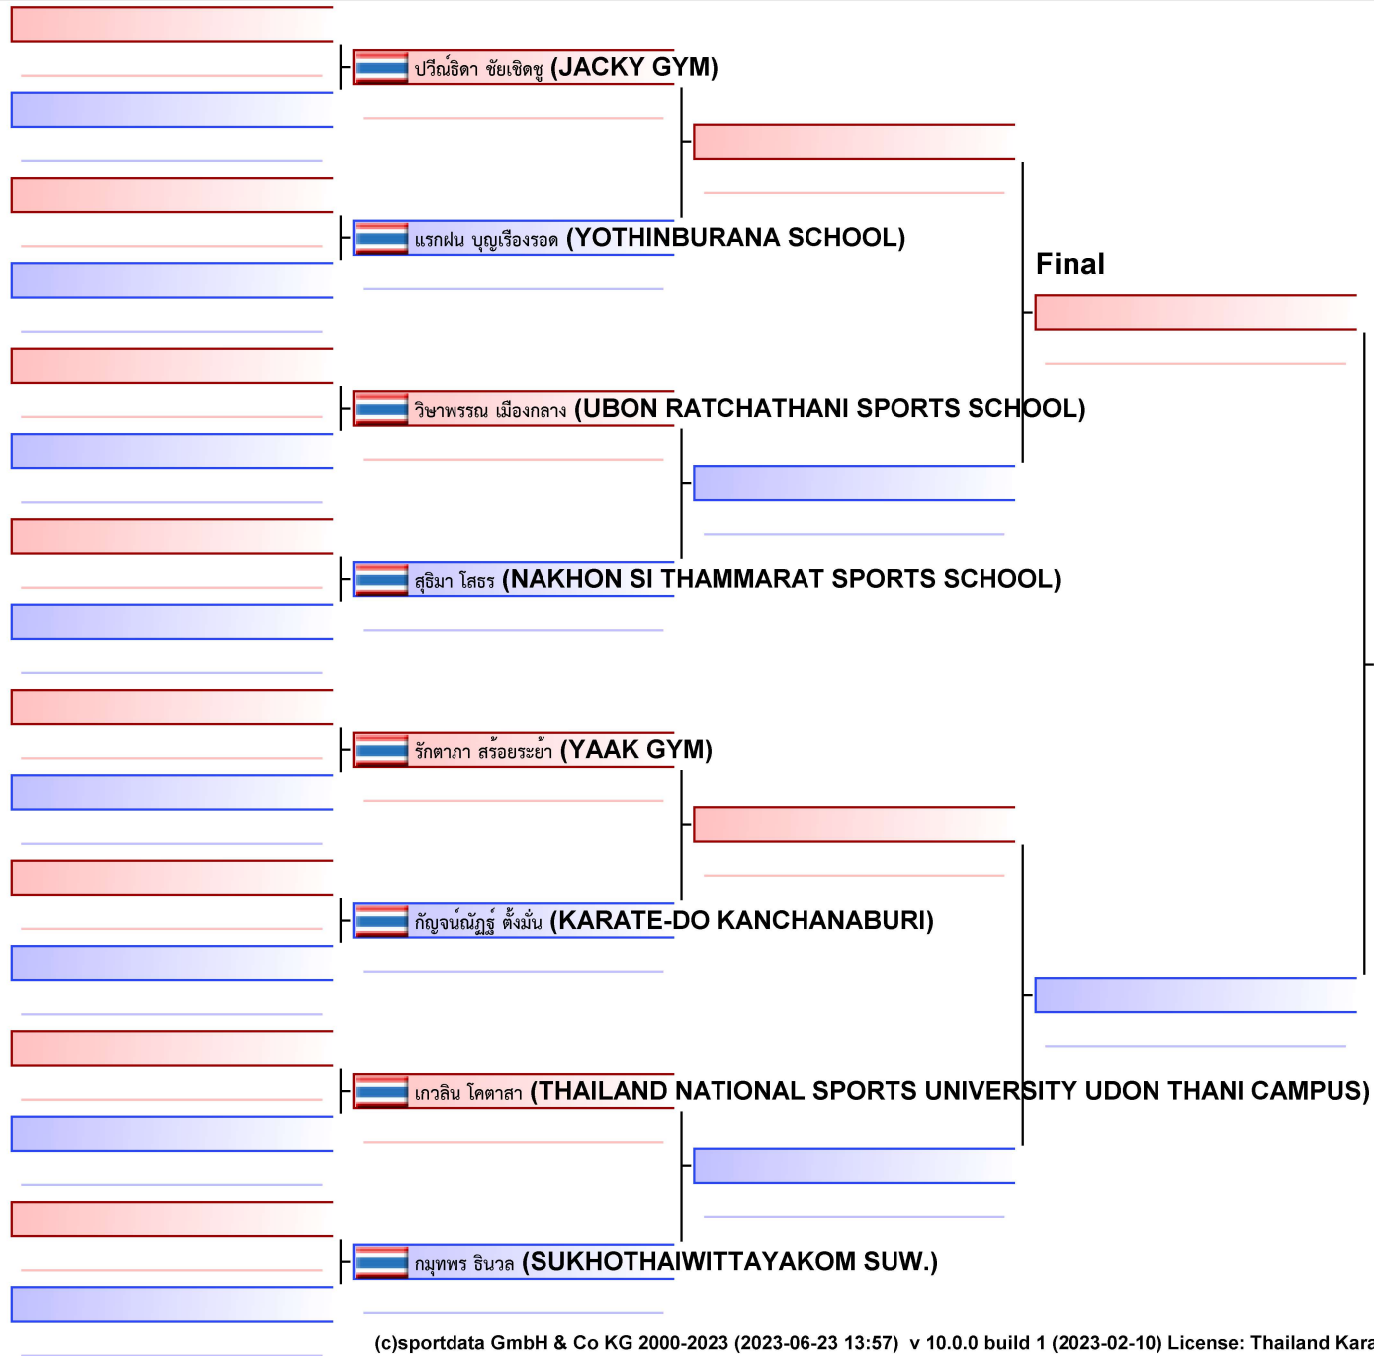 ปวีณ์ธิดา ชัยเชิดชู (JACKY GYM)
แรกฝน บุญเรืองรอด (YOTHINBURANA SCHOOL)
Final
วิษาพรรณ เมืองกลาง (UBON RATCHATHANI SPORTS SCHOOL)
สุธิมา โสธร (NAKHON SI THAMMARAT SPORTS SCHOOL)
รักตาภา สร้อยระย้า (YAAK GYM)
กัญจน์ณัฏฐ์ ตั้งมั่น (KARATE-DO KANCHANABURI)
เกวลิน โคตาสา (THAILAND NATIONAL SPORTS UNIVERSITY UDON THANI CAMPUS)
กมุทพร ธินวล (SUKHOTHAIWITTAYAKOM SUW.)
(c)sportdata GmbH & Co KG 2000-2023 (2023-06-23 13:57) v 10.0.0 build 1 (2023-02-10) License: Thailand Kara